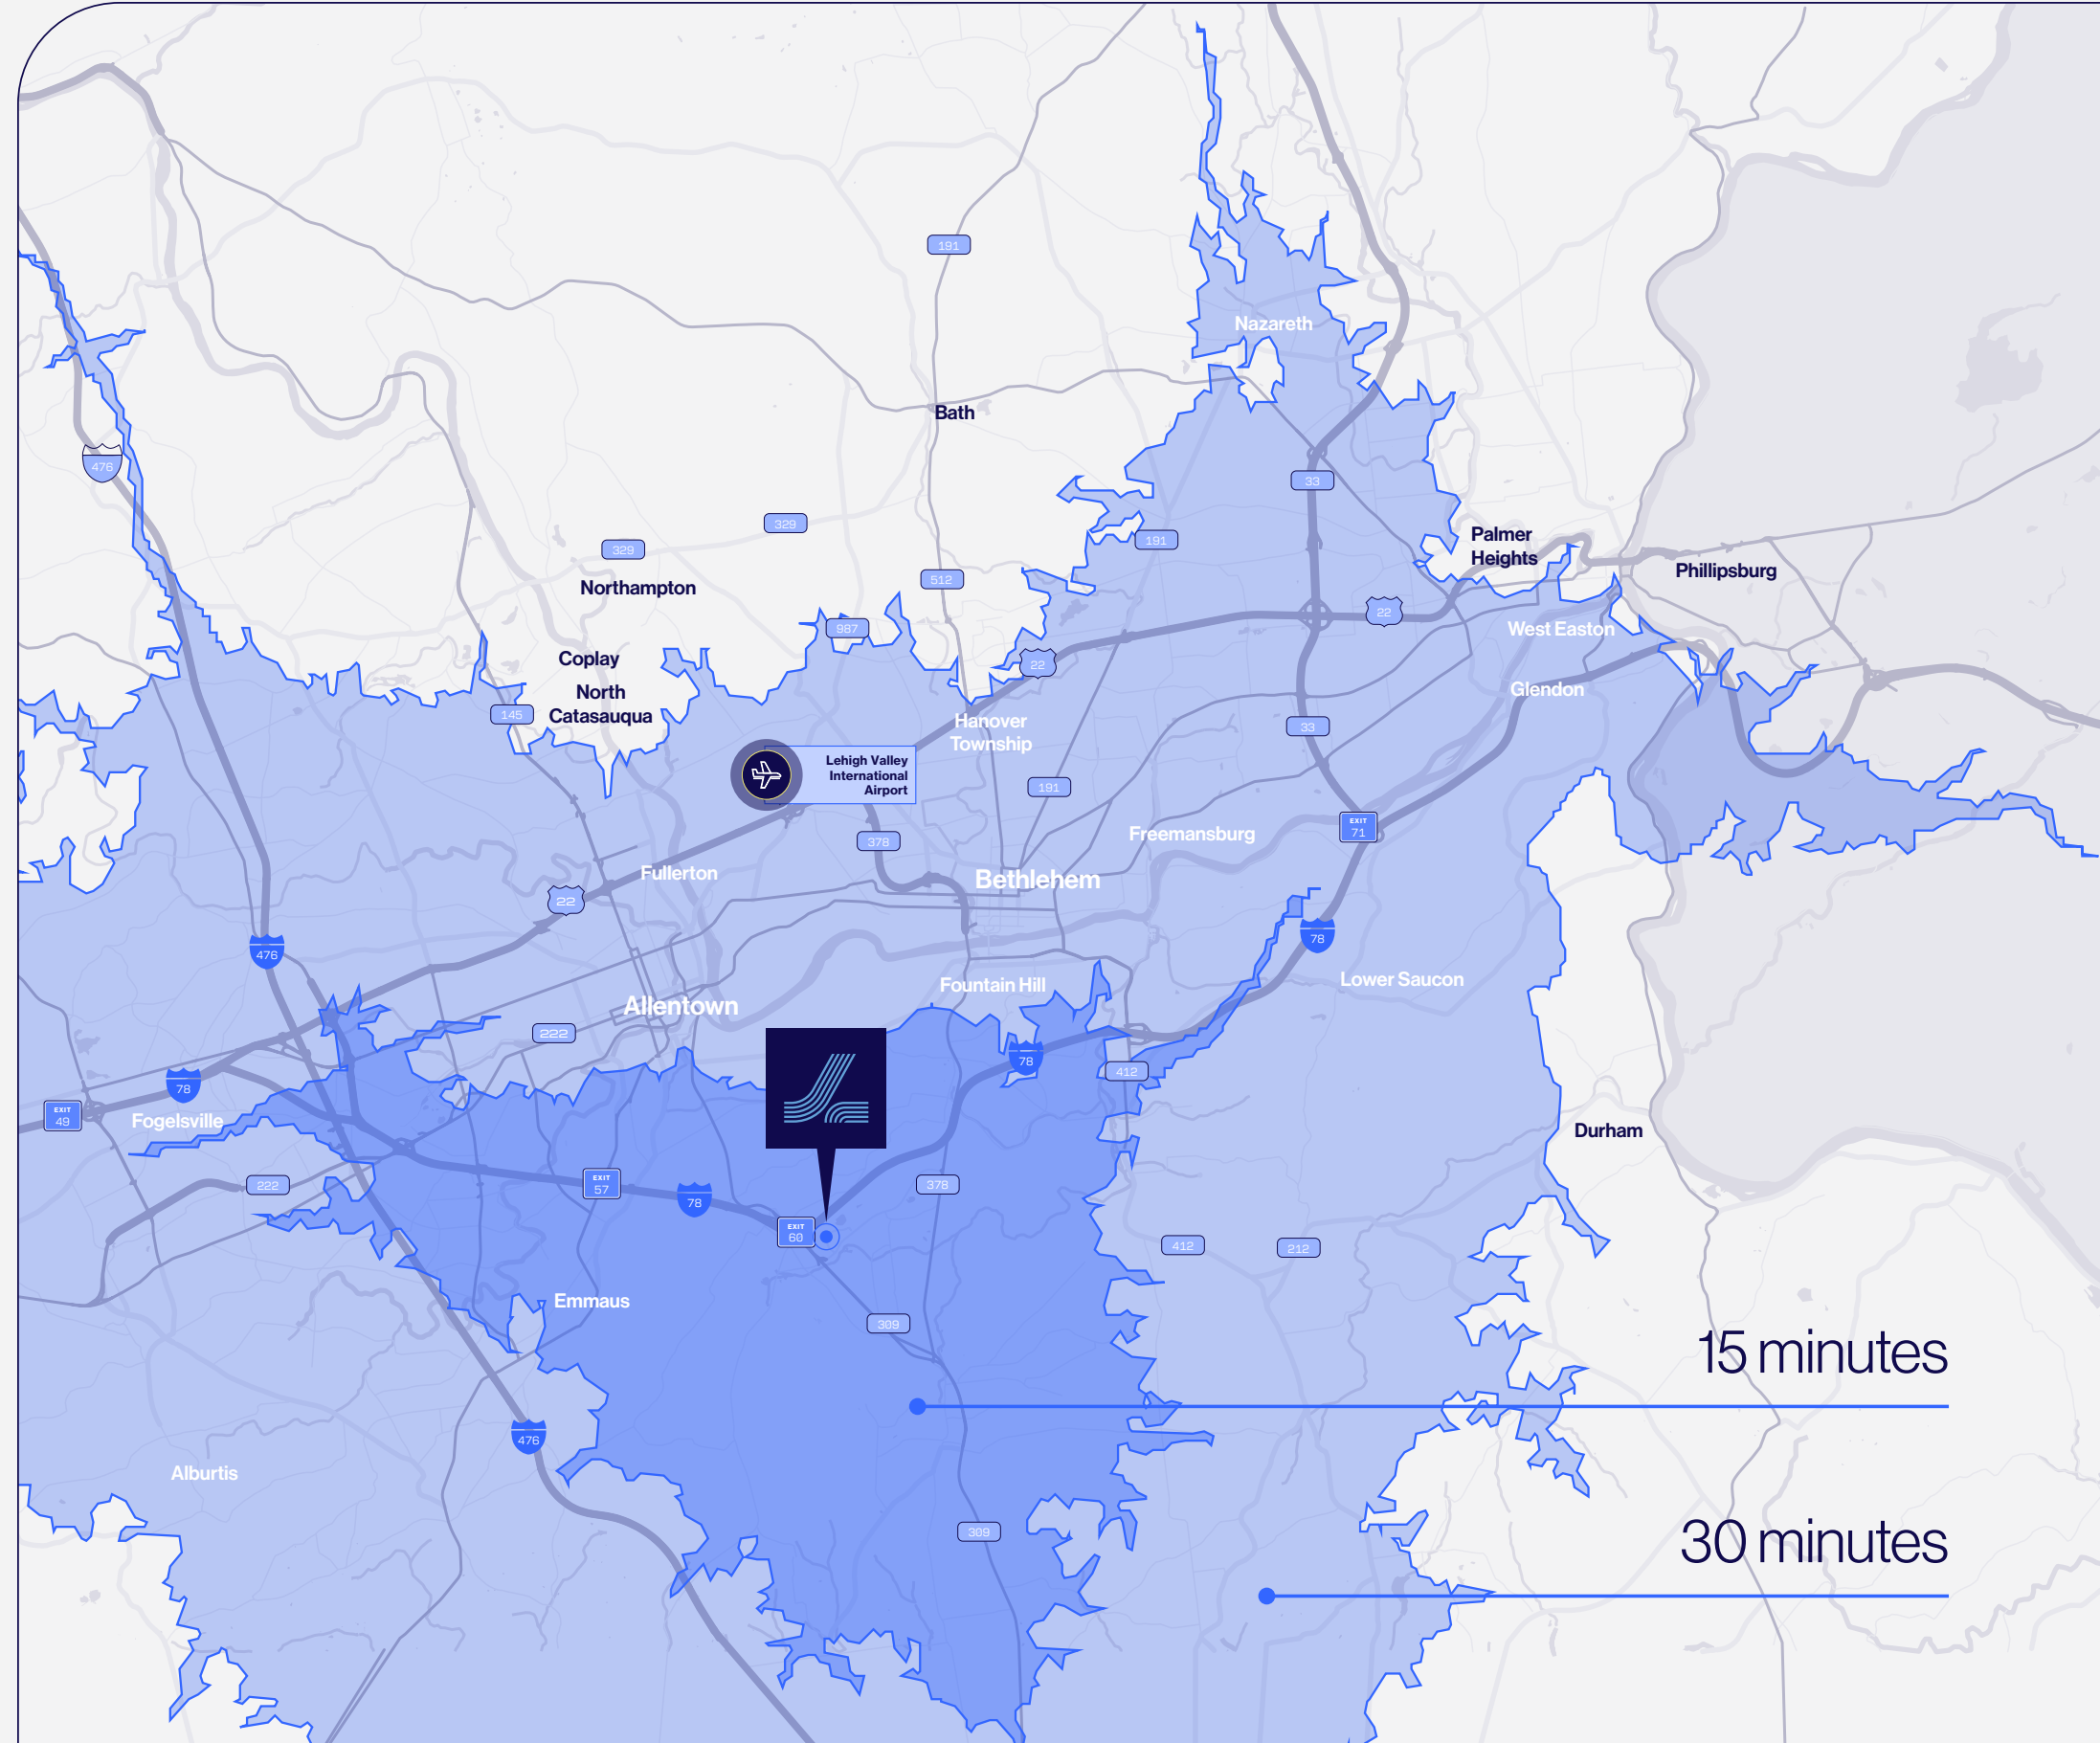 191
Nazareth
Bath
476
33
329
191
329
Palmer
Heights
Phillipsburg
512
Northampton
22
987
West Easton
Coplay
22
North
Catasauqua
Glendon
145
Hanover
Township
33
Lehigh Valley
International
Airport
191
EXIT
71
Freemansburg
378
Fullerton
Bethlehem
22
78
476
Lower Saucon
Fountain Hill
Allentown
222
78
412
78
EXIT
49
Fogelsville
Durham
222
EXIT
57
378
78
EXIT
60
412
212
Emmaus
309
15 minutes
476
Alburtis
309
30 minutes